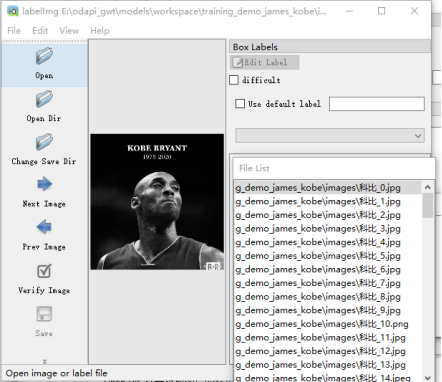 labelImg E:\odapi_gwt\models\workspace\training_demo_james_kobe\i...
File Edit View Help
Open
Open Dir
Change Save Dir
Next Image
Prev Image
Verify Image
Save
KOBE BRYANT
1978-2020
Box Labels
Edit Label
difficult
Use default label
File List
g_demo_james_kobe\images\科比_0.jpg
g_demo_james_kobe\images\科比_1.jpg
g_demo_james_kobe\images\科比_2.jpg
g_demo_james_kobe\images\科比_3.jpg
g_demo_james_kobe\images\科比_4.jpg
g_demo_james_kobe\images\科比_5.jpg
g_demo_james_kobe\images\科比_6.jpg
g_demo_james_kobe\images\科比_7.jpg
g_demo_james_kobe\images\科比_8.jpg
g_demo_james_kobe\images\科比_9.jpg
g_demo_james_kobe\images\科比_10.png
g_demo_james_kobe\images\科比_11.jpg
g_demo_james_kobe\images\科比_12.jpg
g_demo_james_kobe\images\科比_13.jpg
g_demo_james_kobe\images\科比_14.jpeg
Open image or label file